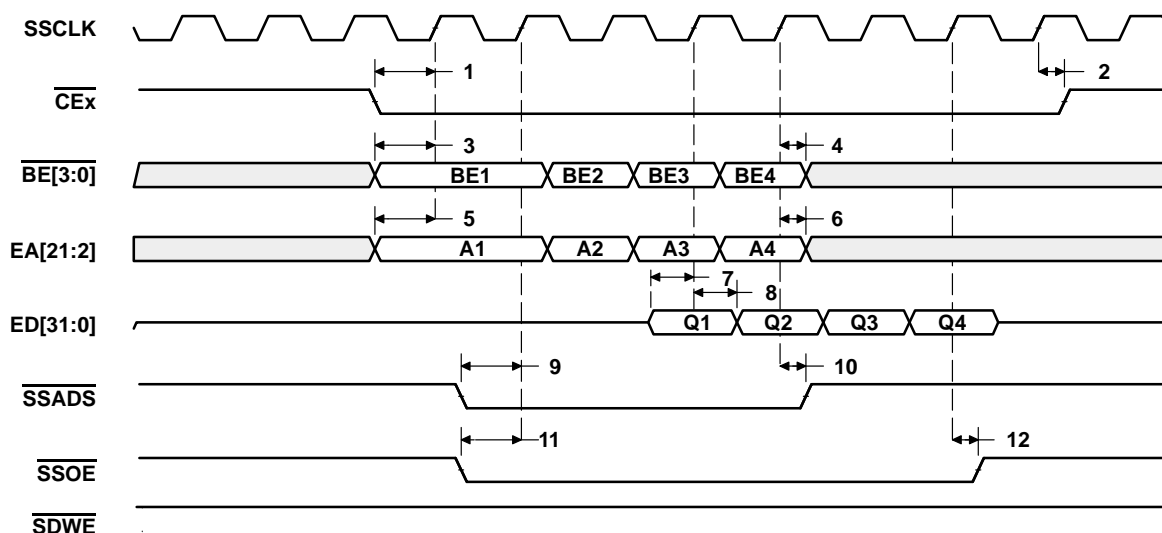 SSCLK
1 2
CEx
3 4
BE[3:0] BE1 BE2 BE3 BE4
5 6
EA[21:2] A1 A2 A3 A4
7
8
ED[31:0] Q1 Q2 Q3 Q4
9 10
SSADS
11 12
SSOE
SDWE